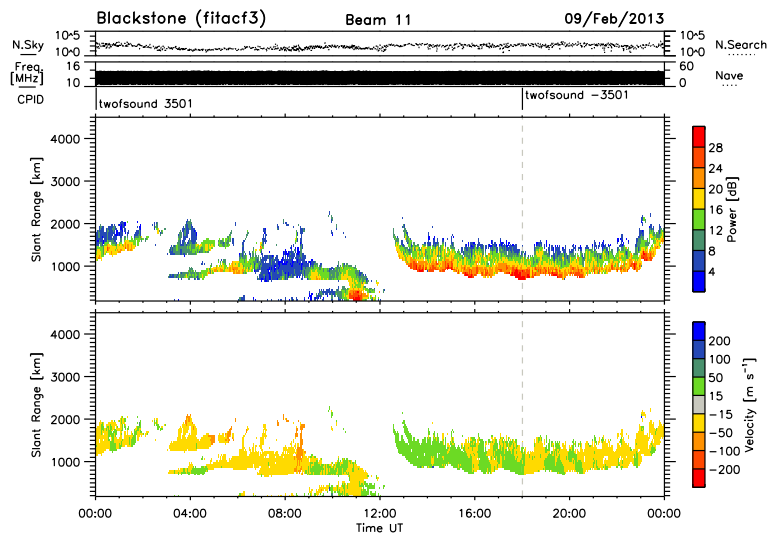 Blackstone (fitacf3) Beam 11 09/Feb/2013
N.Sky 10^5 10^0 10^5 10^0 N.Search
Freq. [MHz] 16 10 60 0 Nave
CPID twofsound 3501 twofsound -3501
Slant Range [km] 4000 3000 2000 1000
28 24 20 16 12 8 4 Power [dB]
Slant Range [km] 4000 3000 2000 1000
200 100 50 15 -15 -50 -100 -200 Velocity [m s⁻¹]
00:00 04:00 08:00 12:00 16:00 20:00 00:00
Time UT